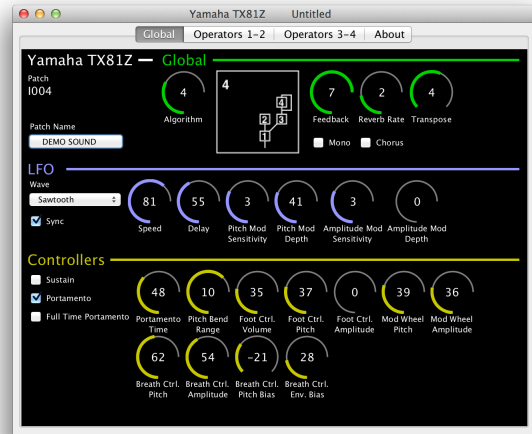 Yamaha TX81Z Untitled
Global Operators 1-2 Operators 3-4 About
Yamaha TX81Z Global
Patch
I004
4
Algorithm
4
4
2 3
1
7
Feedback
2
Reverb Rate
4
Transpose
Mono Chorus
Patch Name
DEMO SOUND
LFO
Wave
Sawtooth
Sync
81
Speed
55
Delay
3
Pitch Mod
Sensitivity
41
Pitch Mod
Depth
3
Amplitude Mod
Sensitivity
0
Amplitude Mod
Depth
Controllers
Sustain
Portamento
Full Time Portamento
48
Portamento
Time
10
Pitch Bend
Range
35
Foot Ctrl.
Volume
37
Foot Ctrl.
Pitch
0
Foot Ctrl.
Amplitude
39
Mod Wheel
Pitch
36
Mod Wheel
Amplitude
62
Breath Ctrl.
Pitch
54
Breath Ctrl.
Amplitude
-21
Breath Ctrl.
Pitch Bias
28
Breath Ctrl.
Env. Bias